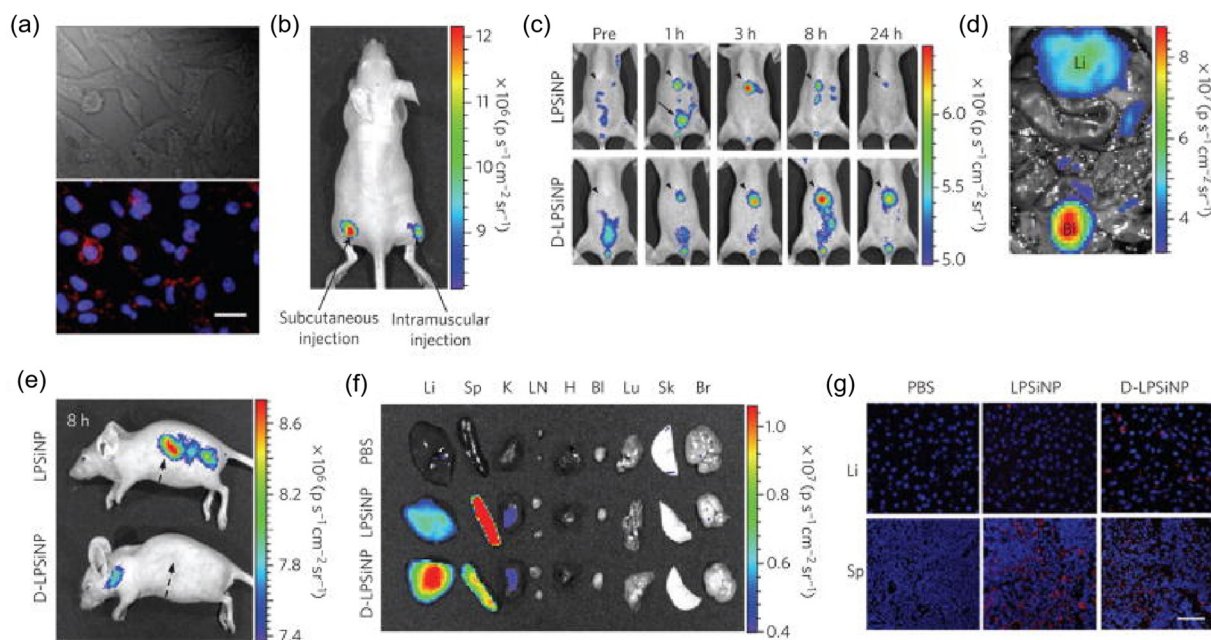 (a)
(b)
12
11
10
9
× 10⁶ (p s⁻¹ cm⁻² sr⁻¹)
Subcutaneous
injection
Intramuscular
injection
(c)
Pre 1 h 3 h 8 h 24 h
LPSiNP
D-LPSiNP
6.0
5.6
5.4
5.0
× 10⁶ (p s⁻¹ cm⁻² sr⁻¹)
(d)
Li
Bl
8
6
4
× 10⁷ (p s⁻¹ cm⁻² sr⁻¹)
(e)
8 h
LPSiNP
D-LPSiNP
8.6
8.2
7.8
7.4
× 10⁶ (p s⁻¹ cm⁻² sr⁻¹)
(f)
Li Sp K LN H Bl Lu Sk Br
PBS
LPSiNP
D-LPSiNP
1.0
0.8
0.6
0.4
× 10⁷ (p s⁻¹ cm⁻² sr⁻¹)
(g)
PBS LPSiNP D-LPSiNP
Li
Sp